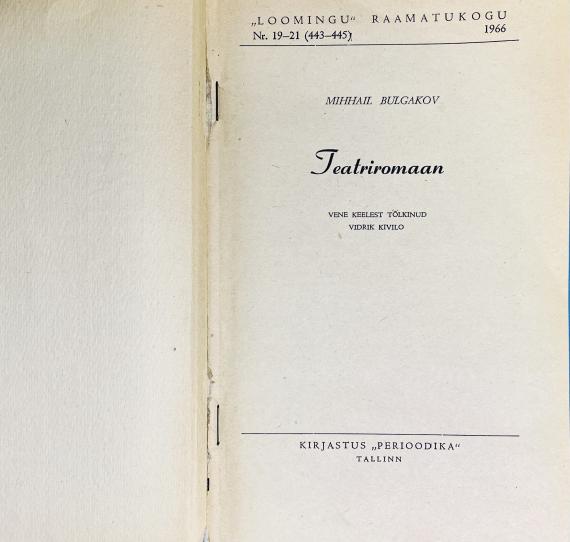 „LOOMINGU“ RAAMATUKOGU
Nr. 19–21 (443–445) 1966
MIHHAIL BULGAKOV
Teatriromaan
VENE KEELEST TÕLKINUD
VIDRIK KIVILO
KIRJASTUS „PERIOODIKA“
TALLINN